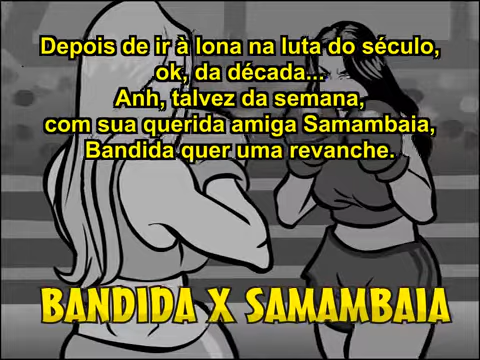 Depois de ir à lona na luta do século,
ok, da década...
Anh, talvez da semana,
com sua querida amiga Samambaia,
Bandida quer uma revanche.
BANDIDA X SAMAMBAIA